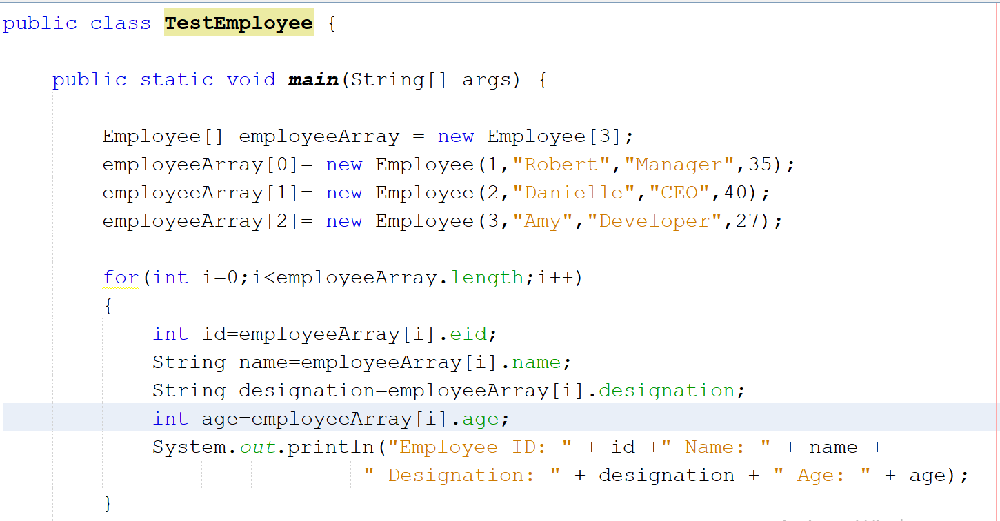 public class TestEmployee {
public static void main(String[] args) {
Employee[] employeeArray = new Employee[3];
employeeArray[0]= new Employee(1,"Robert","Manager",35);
employeeArray[1]= new Employee(2,"Danielle","CEO",40);
employeeArray[2]= new Employee(3,"Amy","Developer",27);
for(int i=0;i<employeeArray.length;i++)
{
int id=employeeArray[i].eid;
String name=employeeArray[i].name;
String designation=employeeArray[i].designation;
int age=employeeArray[i].age;
System.out.println("Employee ID: " + id +" Name: " + name +
" Designation: " + designation + " Age: " + age);
}